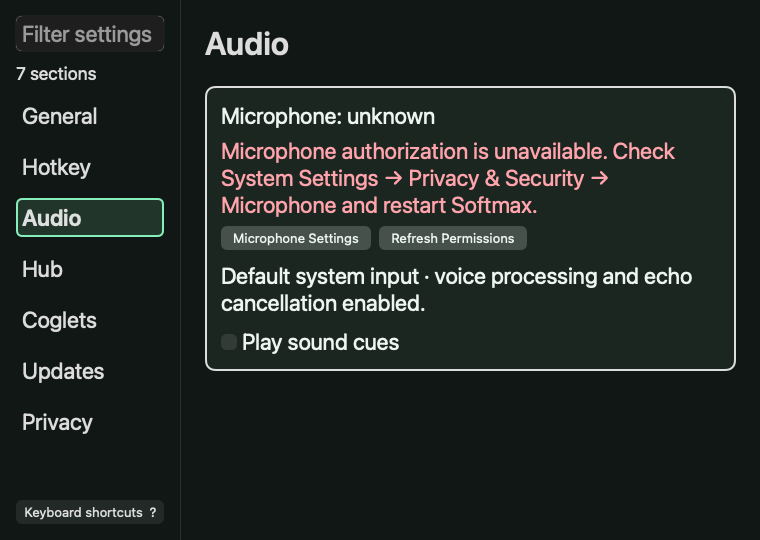 Filter settings
7 sections
General
Hotkey
Audio
Hub
Coglets
Updates
Privacy
Keyboard shortcuts ?
Audio
Microphone: unknown
Microphone authorization is unavailable. Check
System Settings → Privacy & Security →
Microphone and restart Softmax.
Microphone Settings Refresh Permissions
Default system input · voice processing and echo
cancellation enabled.
Play sound cues